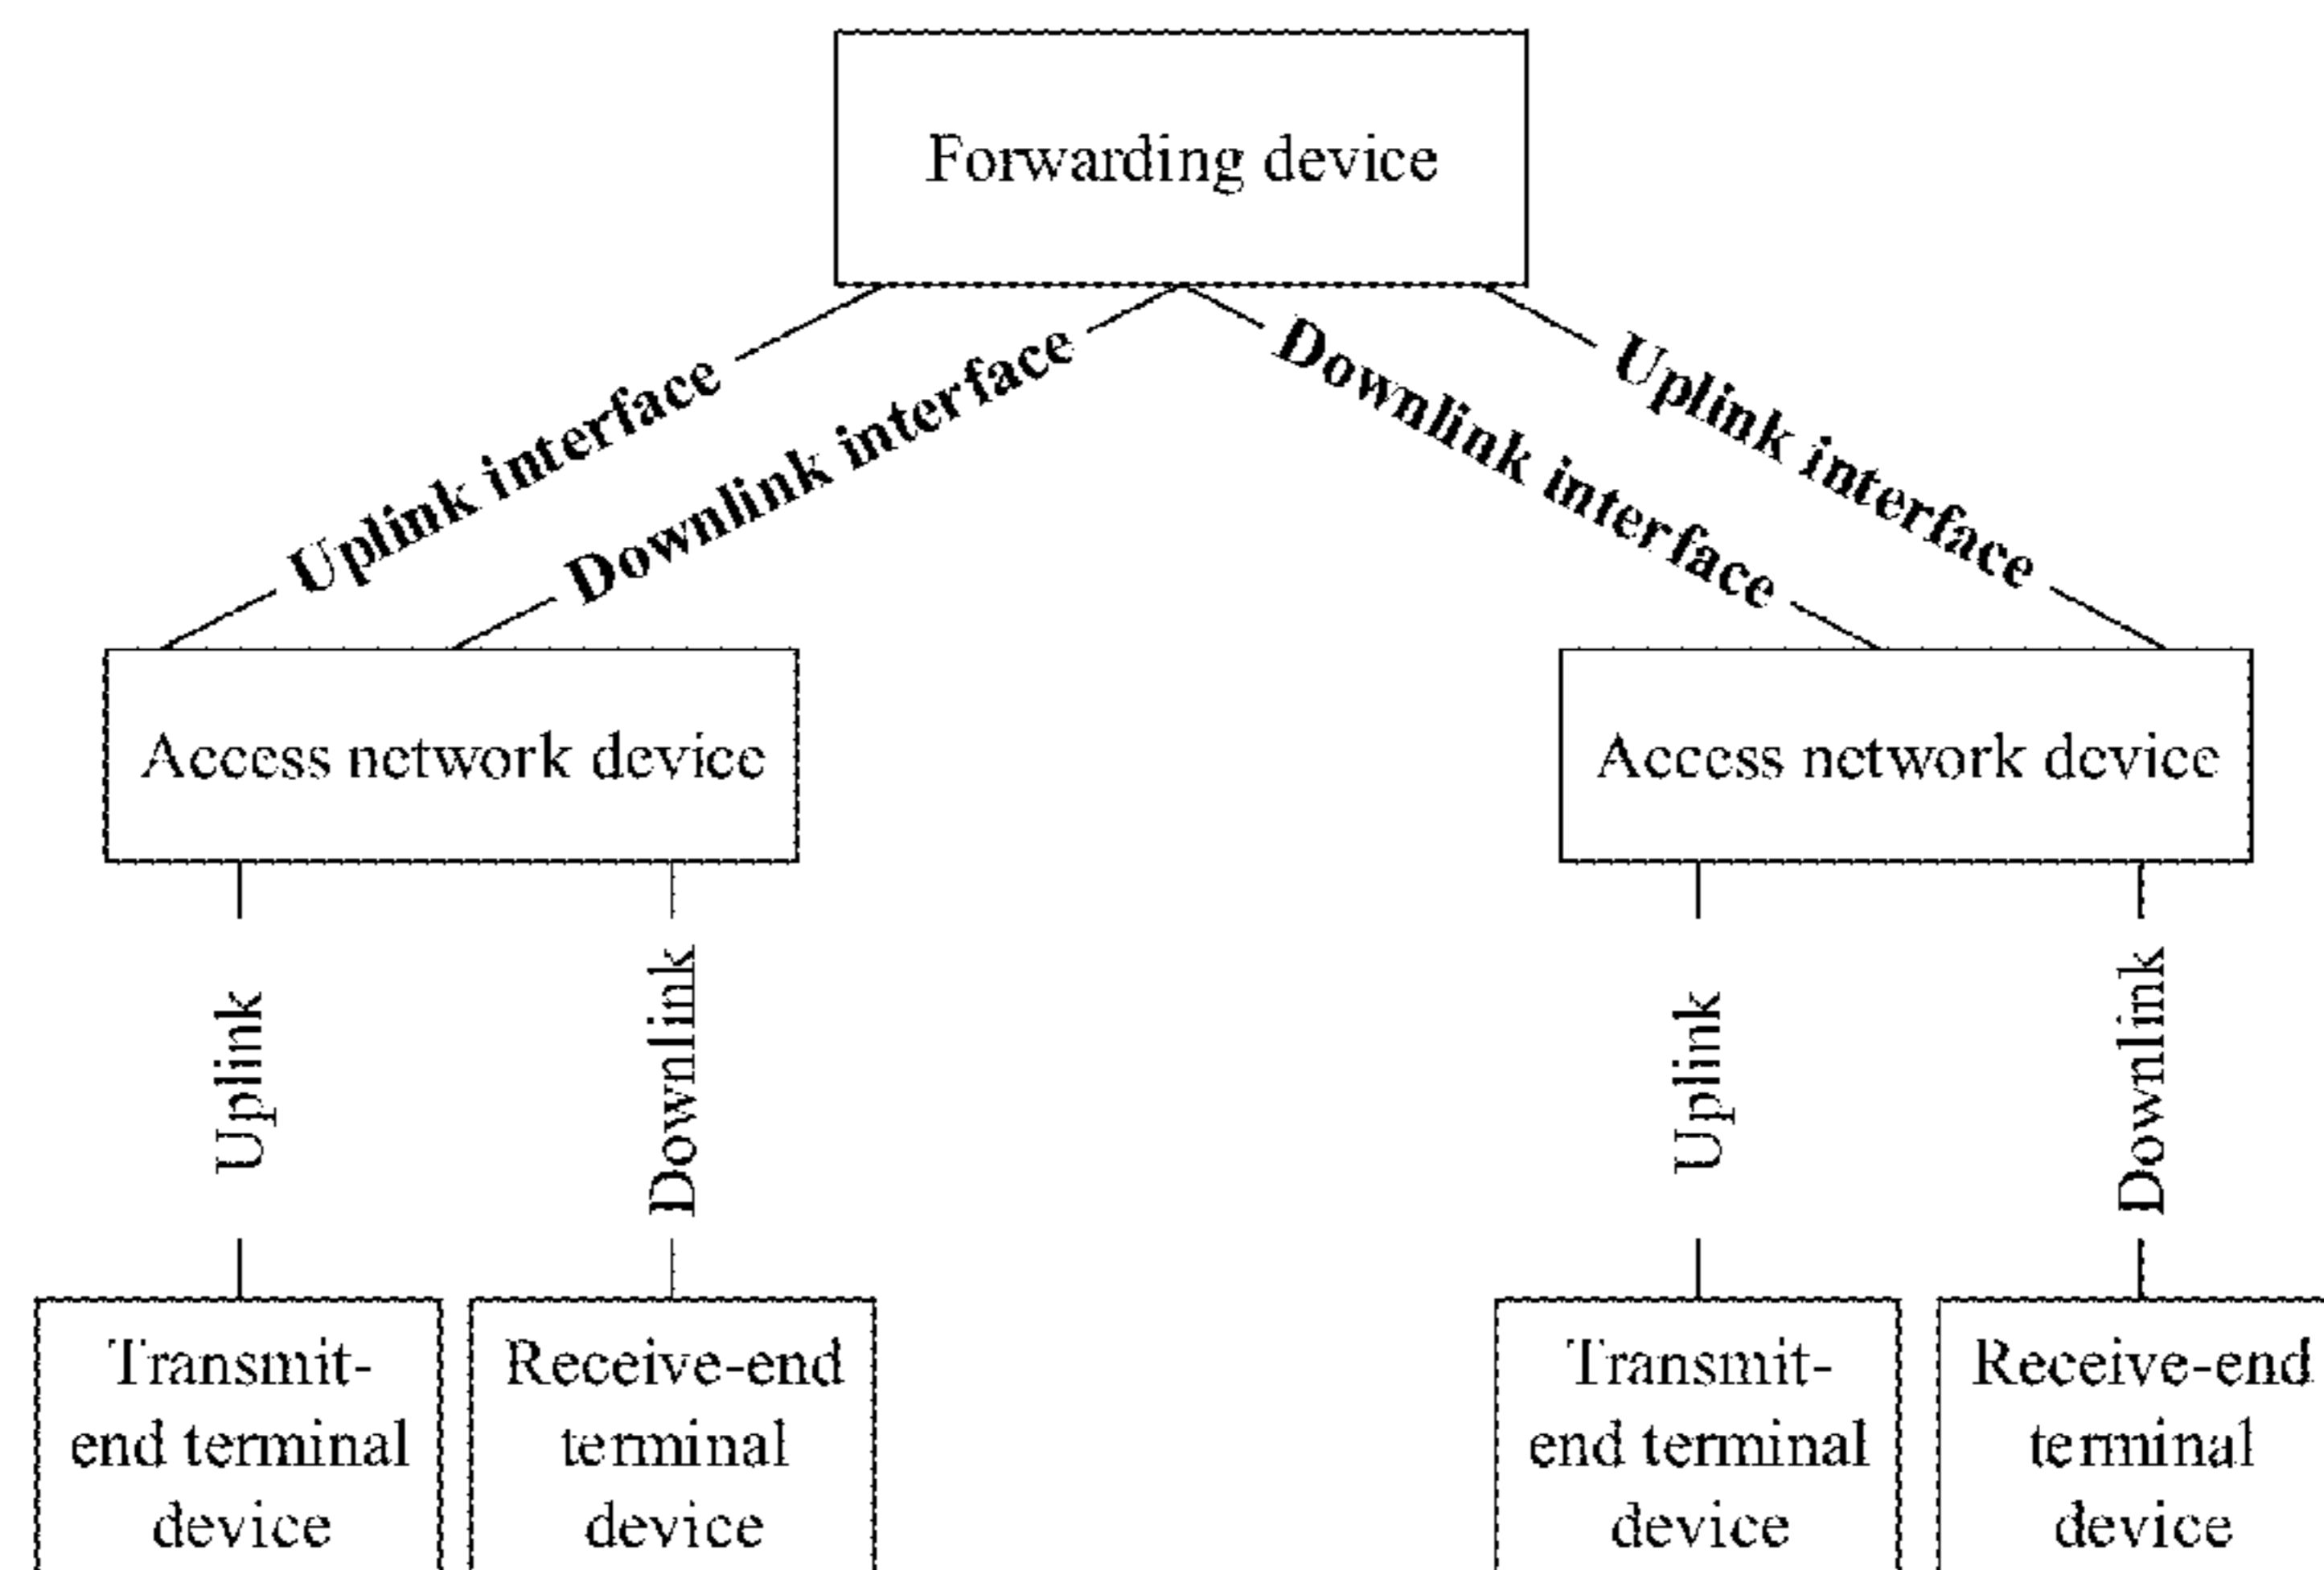 Forwarding device
Uplink interface
Downlink interface
Downlink interface
Uplink interface
Access network device
Access network device
Uplink
Downlink
Uplink
Downlink
Transmit-
end terminal
device
Receive-end
terminal
device
Transmit-
end terminal
device
Receive-end
terminal
device